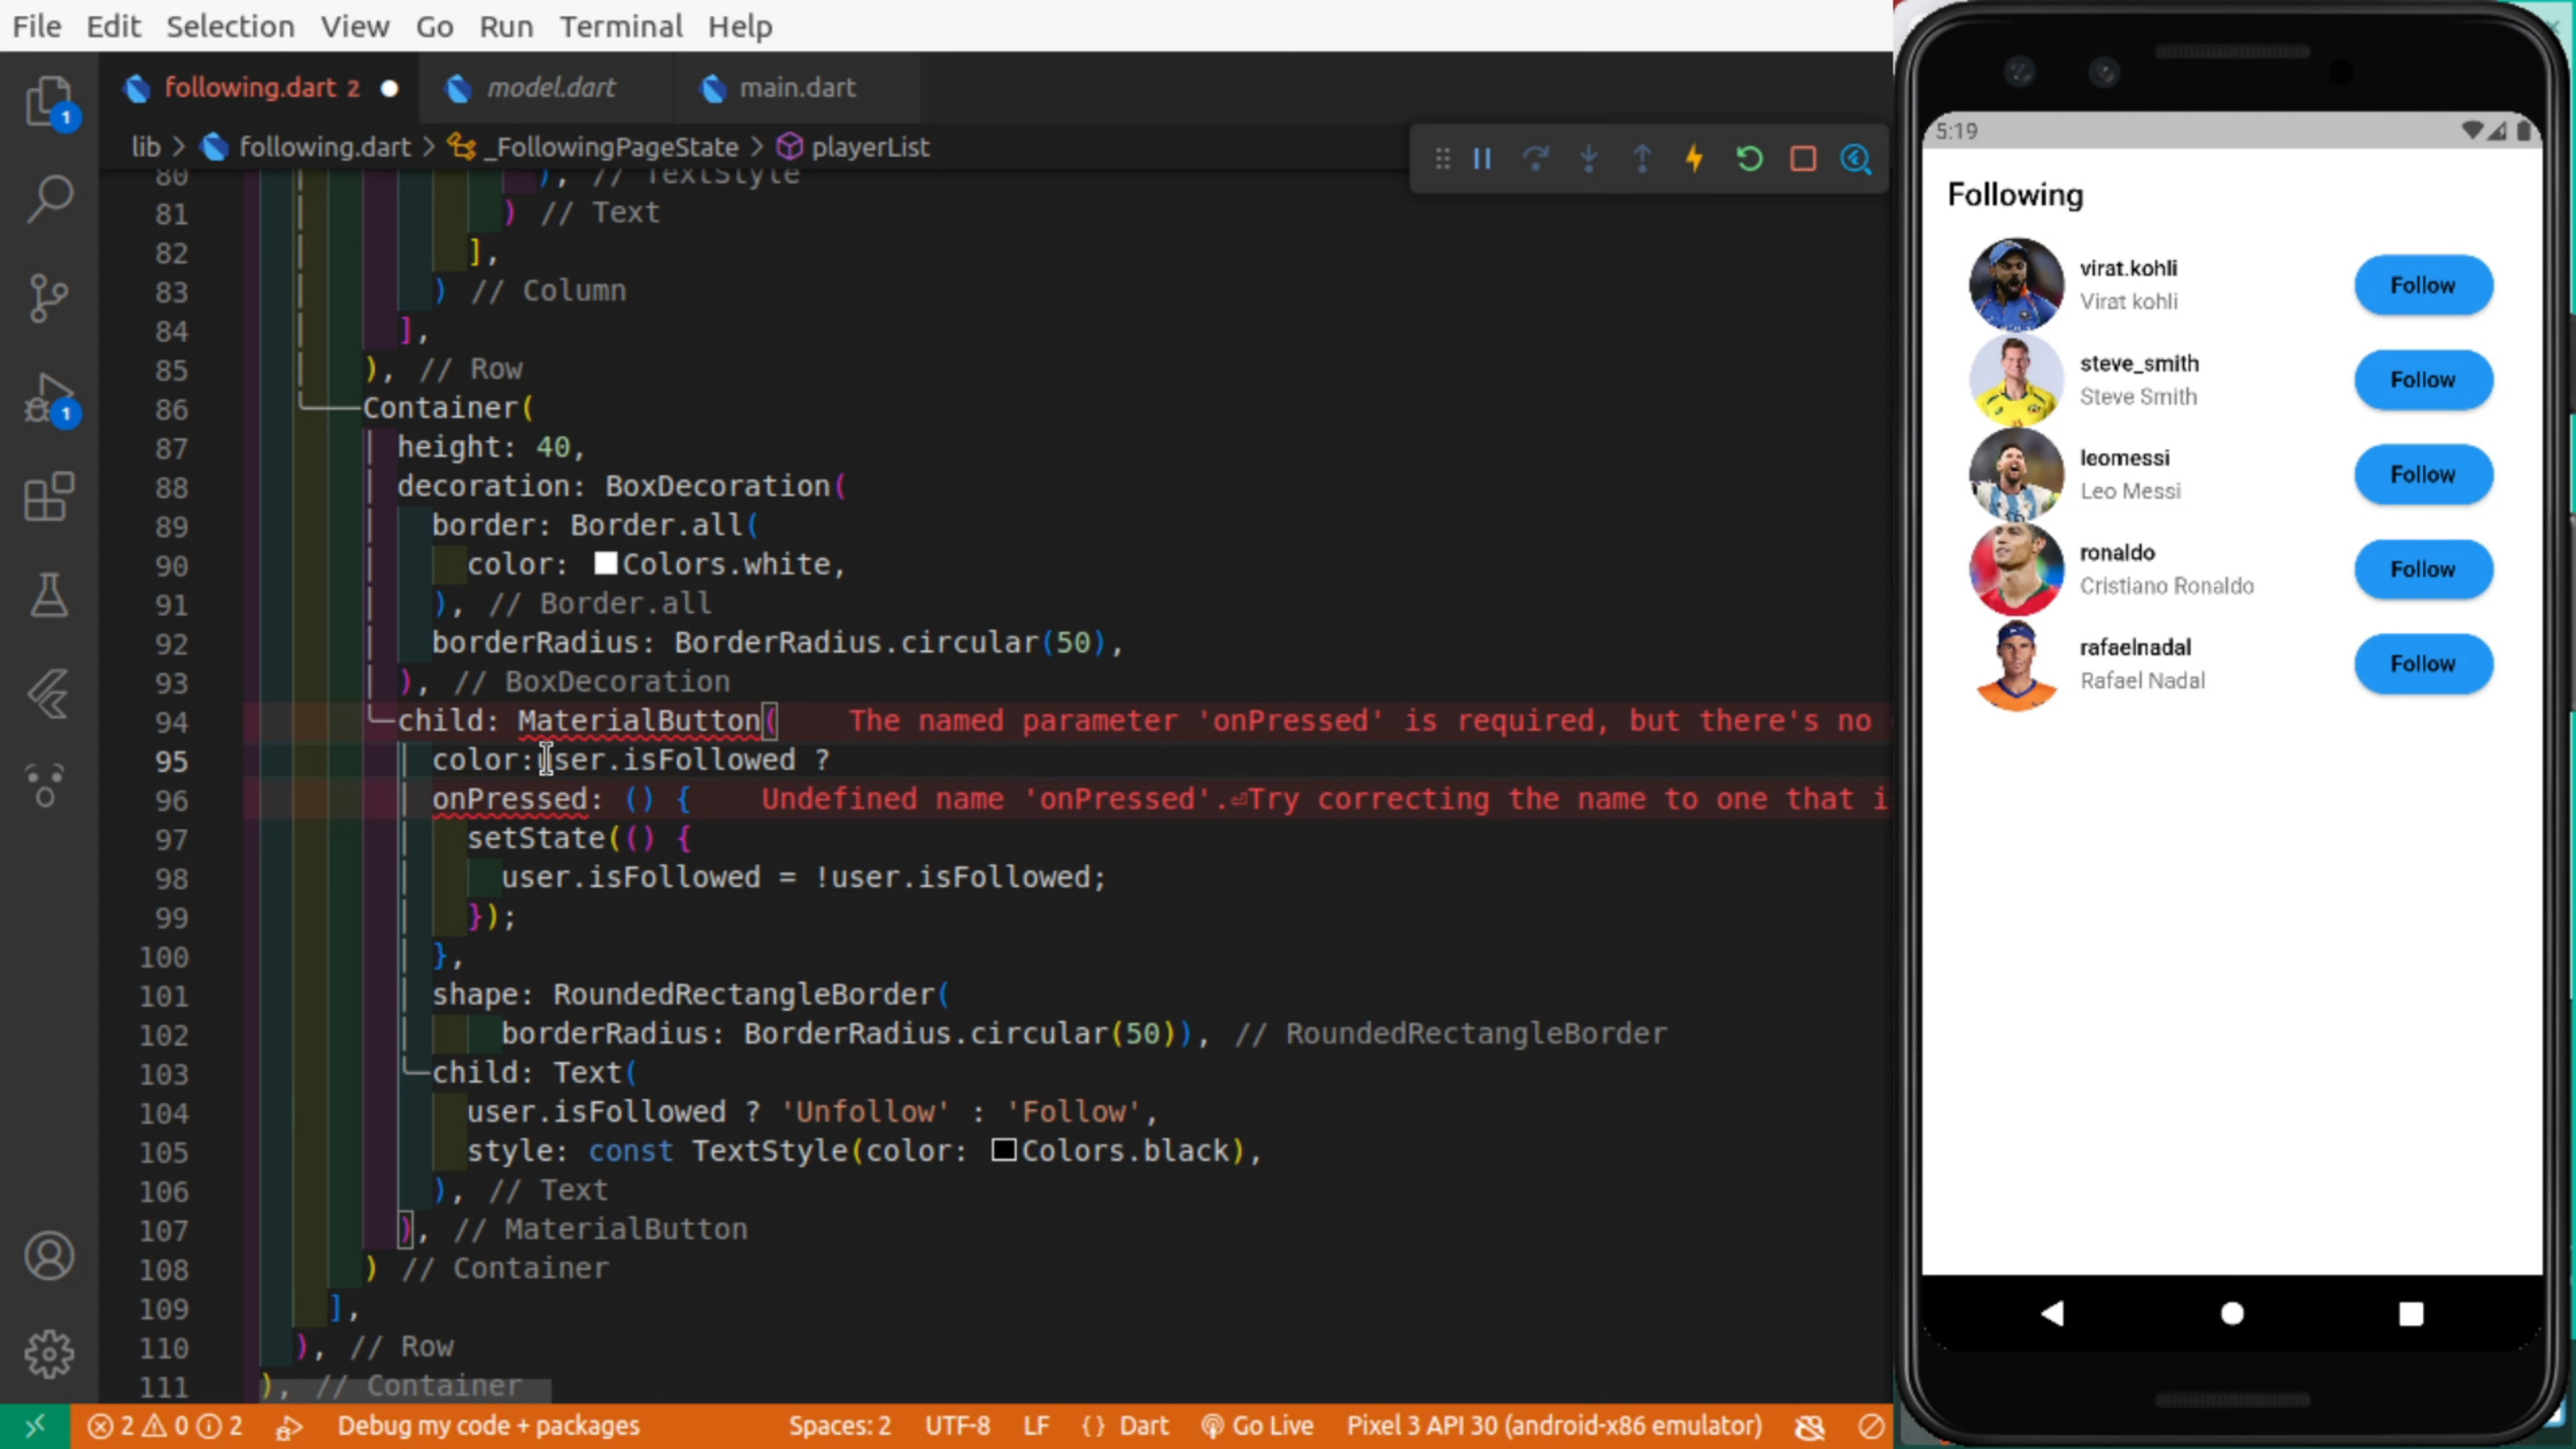 File Edit Selection View Go Run Terminal Help
following.dart 2 model.dart main.dart
lib > following.dart > _FollowingPageState > playerList
80 ), // TextStyle
81 ) // Text
82 ],
83 ) // Column
84 ],
85 ), // Row
86 Container(
87 height: 40,
88 decoration: BoxDecoration(
89 border: Border.all(
90 color: Colors.white,
91 ), // Border.all
92 borderRadius: BorderRadius.circular(50),
93 ), // BoxDecoration
94 child: MaterialButton( The named parameter 'onPressed' is required, but there's no
95 color:user.isFollowed ?
96 onPressed: () { Undefined name 'onPressed'.⏎Try correcting the name to one that i
97 setState(() {
98 user.isFollowed = !user.isFollowed;
99 });
100 },
101 shape: RoundedRectangleBorder(
102 borderRadius: BorderRadius.circular(50)), // RoundedRectangleBorder
103 child: Text(
104 user.isFollowed ? 'Unfollow' : 'Follow',
105 style: const TextStyle(color: Colors.black),
106 ), // Text
107 ), // MaterialButton
108 ) // Container
109 ],
110 ), // Row
111 ), // Container
1
1
2 0 2 Debug my code + packages Spaces: 2 UTF-8 LF {} Dart Go Live Pixel 3 API 30 (android-x86 emulator)
5:19
Following
virat.kohli
Virat kohli
Follow
steve_smith
Steve Smith
Follow
leomessi
Leo Messi
Follow
ronaldo
Cristiano Ronaldo
Follow
rafaelnadal
Rafael Nadal
Follow